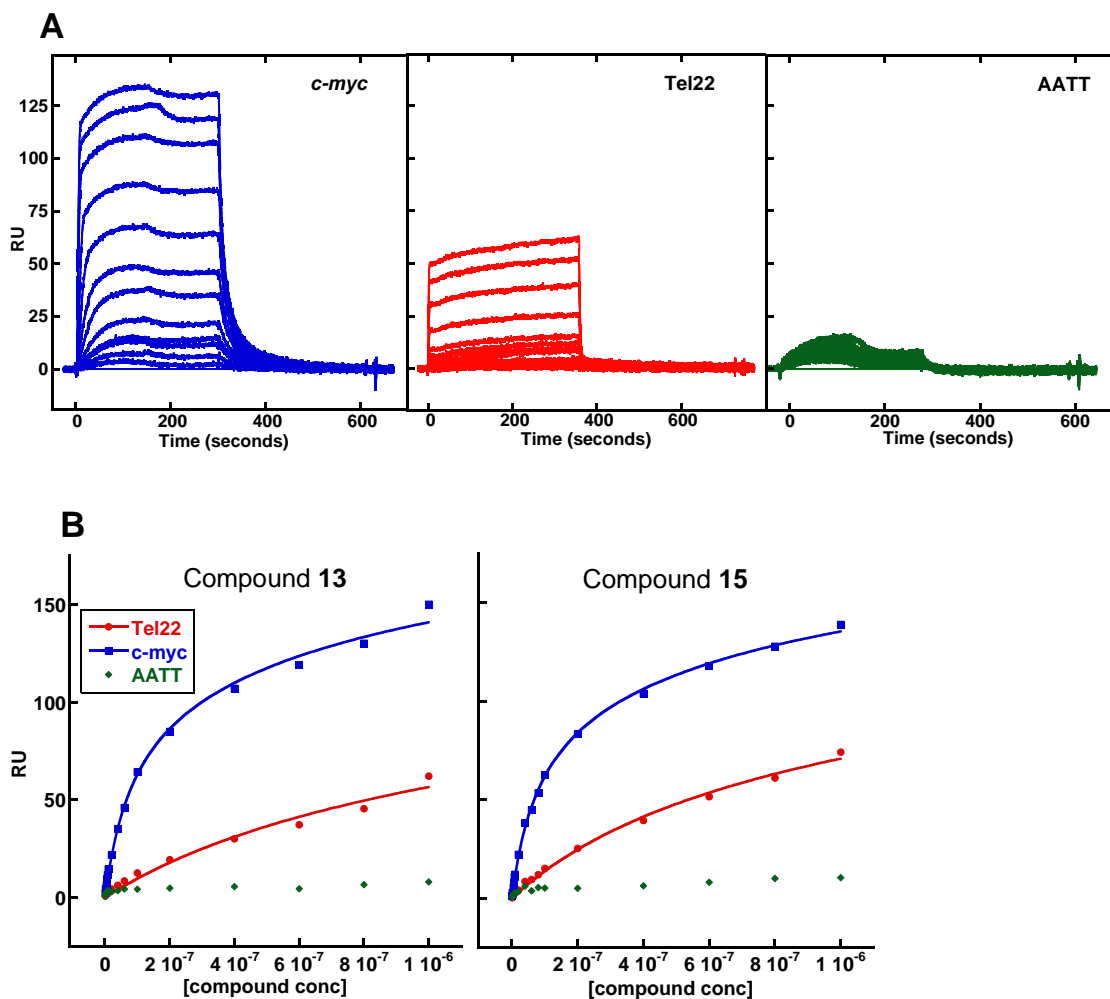 A
c-myc
Tel22
AATT
125
100
75
50
25
0
RU
0 200 400 600
Time (seconds)
0 200 400 600
Time (seconds)
0 200 400 600
Time (seconds)
B
Compound 13
Compound 15
Tel22
c-myc
AATT
150
100
50
0
RU
0 2 10-7 4 10-7 6 10-7 8 10-7 1 10-6
[compound conc]
0 2 10-7 4 10-7 6 10-7 8 10-7 1 10-6
[compound conc]